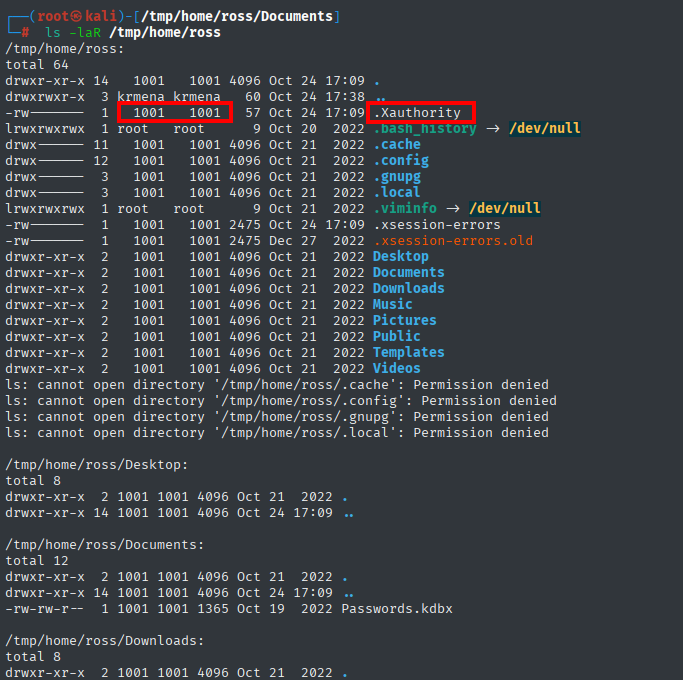 ┌──(root㉿kali)-[/tmp/home/ross/Documents]
└─# ls -laR /tmp/home/ross
/tmp/home/ross:
total 64
drwxr-xr-x 14   1001   1001 4096 Oct 24 17:09 .
drwxrwxr-x  3 krmena krmena   60 Oct 24 17:38 ..
-rw-------  1   1001   1001   57 Oct 24 17:09 .Xauthority
lrwxrwxrwx  1 root   root      9 Oct 20  2022 .bash_history → /dev/null
drwx------ 11   1001   1001 4096 Oct 21  2022 .cache
drwx------ 12   1001   1001 4096 Oct 21  2022 .config
drwx------  3   1001   1001 4096 Oct 21  2022 .gnupg
drwx------  3   1001   1001 4096 Oct 21  2022 .local
lrwxrwxrwx  1 root   root      9 Oct 21  2022 .viminfo → /dev/null
-rw-------  1   1001   1001 2475 Oct 24 17:09 .xsession-errors
-rw-------  1   1001   1001 2475 Dec 27  2022 .xsession-errors.old
drwxr-xr-x  2   1001   1001 4096 Oct 21  2022 Desktop
drwxr-xr-x  2   1001   1001 4096 Oct 21  2022 Documents
drwxr-xr-x  2   1001   1001 4096 Oct 21  2022 Downloads
drwxr-xr-x  2   1001   1001 4096 Oct 21  2022 Music
drwxr-xr-x  2   1001   1001 4096 Oct 21  2022 Pictures
drwxr-xr-x  2   1001   1001 4096 Oct 21  2022 Public
drwxr-xr-x  2   1001   1001 4096 Oct 21  2022 Templates
drwxr-xr-x  2   1001   1001 4096 Oct 21  2022 Videos
ls: cannot open directory '/tmp/home/ross/.cache': Permission denied
ls: cannot open directory '/tmp/home/ross/.config': Permission denied
ls: cannot open directory '/tmp/home/ross/.gnupg': Permission denied
ls: cannot open directory '/tmp/home/ross/.local': Permission denied

/tmp/home/ross/Desktop:
total 8
drwxr-xr-x  2 1001 1001 4096 Oct 21  2022 .
drwxr-xr-x 14 1001 1001 4096 Oct 24 17:09 ..

/tmp/home/ross/Documents:
total 12
drwxr-xr-x  2 1001 1001 4096 Oct 21  2022 .
drwxr-xr-x 14 1001 1001 4096 Oct 24 17:09 ..
-rw-rw-r--  1 1001 1001 1365 Oct 19  2022 Passwords.kdbx

/tmp/home/ross/Downloads:
total 8
drwxr-xr-x  2 1001 1001 4096 Oct 21  2022 .